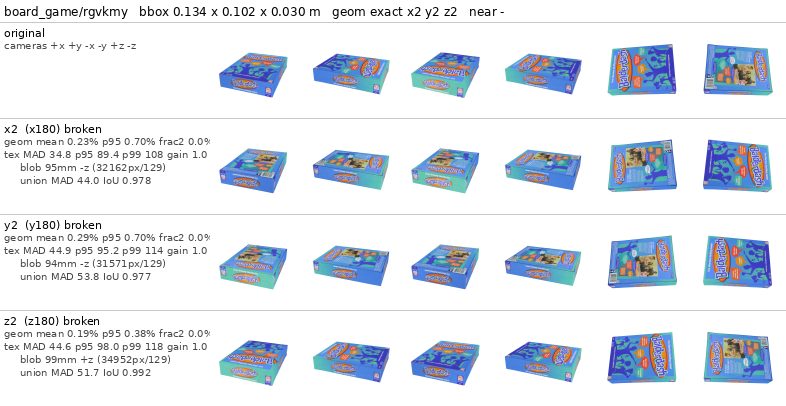 board_game/rgvkmy bbox 0.134 x 0.102 x 0.030 m geom exact x2 y2 z2 near -
original
cameras +x +y -x -y +z -z
x2 (x180) broken
geom mean 0.23% p95 0.70% frac2 0.0%
tex MAD 34.8 p95 89.4 p99 108 gain 1.0
blob 95mm -z (32162px/129)
union MAD 44.0 IoU 0.978
y2 (y180) broken
geom mean 0.29% p95 0.70% frac2 0.0%
tex MAD 44.9 p95 95.2 p99 114 gain 1.0
blob 94mm -z (31571px/129)
union MAD 53.8 IoU 0.977
z2 (z180) broken
geom mean 0.19% p95 0.38% frac2 0.0%
tex MAD 44.6 p95 98.0 p99 118 gain 1.0
blob 99mm +z (34952px/129)
union MAD 51.7 IoU 0.992